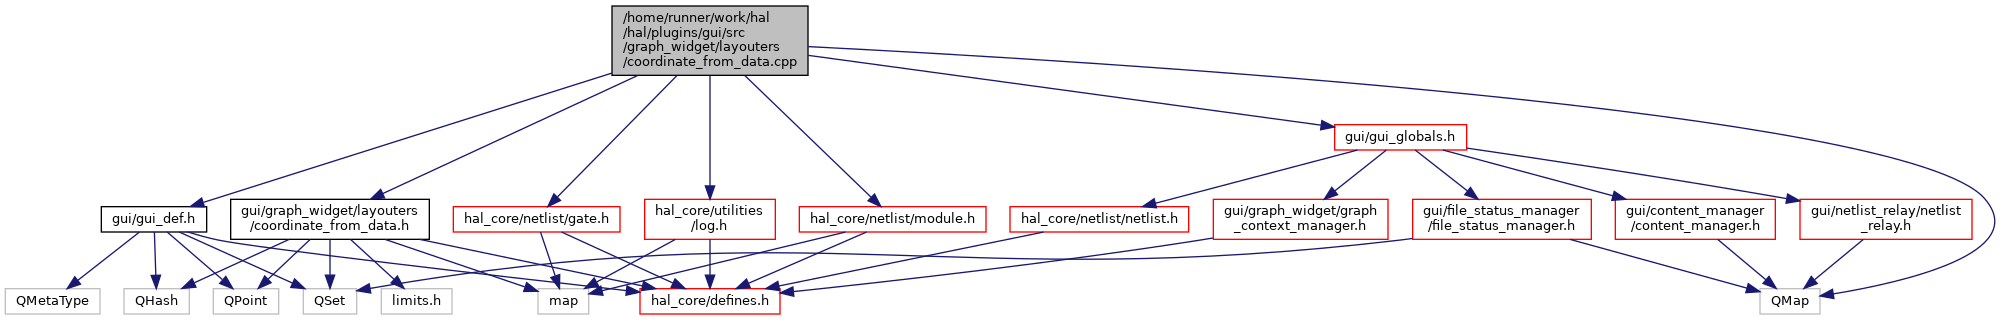 /home/runner/work/hal
/hal/plugins/gui/src
/graph_widget/layouters
/coordinate_from_data.cpp
gui/gui_globals.h
gui/gui_def.h
gui/graph_widget/layouters
/coordinate_from_data.h
hal_core/netlist/gate.h
hal_core/utilities
/log.h
hal_core/netlist/module.h
hal_core/netlist/netlist.h
gui/graph_widget/graph
_context_manager.h
gui/file_status_manager
/file_status_manager.h
gui/content_manager
/content_manager.h
gui/netlist_relay/netlist
_relay.h
QMetaType
QHash
QPoint
QSet
limits.h
map
hal_core/defines.h
QMap